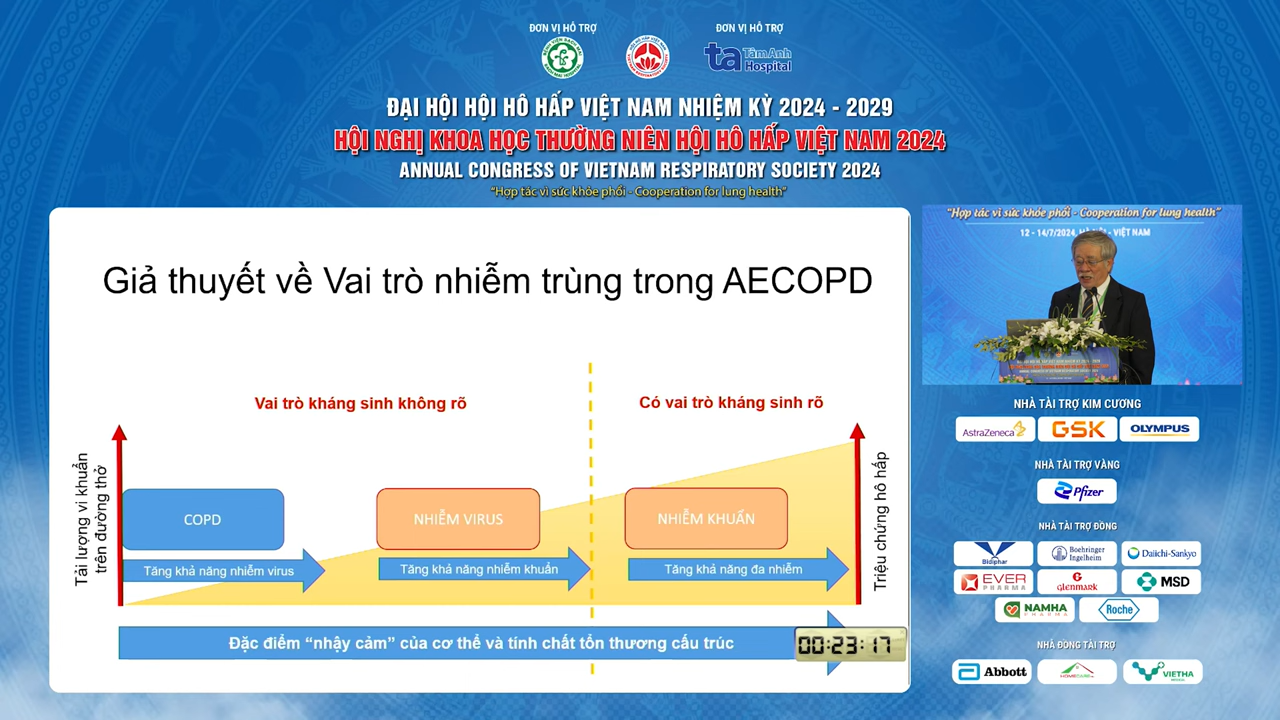 ĐƠN VỊ HỖ TRỢ
ĐƠN VỊ HỖ TRỢ
ta TâmAnh Hospital
ĐẠI HỘI HỘI HÔ HẤP VIỆT NAM NHIỆM KỲ 2024 - 2029
HỘI NGHỊ KHOA HỌC THƯỜNG NIÊN HỘI HÔ HẤP VIỆT NAM 2024
ANNUAL CONGRESS OF VIETNAM RESPIRATORY SOCIETY 2024
"Hợp tác vì sức khỏe phổi - Cooperation for lung health"
Giả thuyết về Vai trò nhiễm trùng trong AECOPD
Vai trò kháng sinh không rõ
Có vai trò kháng sinh rõ
Tải lượng vi khuẩn
trên đường thở
COPD
NHIỄM VIRUS
NHIỄM KHUẨN
Tăng khả năng nhiễm virus
Tăng khả năng nhiễm khuẩn
Tăng khả năng đa nhiễm
Triệu chứng hô hấp
Đặc điểm “nhậy cảm” của cơ thể và tính chất tổn thương cấu trúc
00:23:17
"Hợp tác vì sức khỏe phổi - Cooperation for lung health"
12 - 14/7/2024, HÀ NỘI - VIỆT NAM
NHÀ TÀI TRỢ KIM CƯƠNG
AstraZeneca
GSK
OLYMPUS
NHÀ TÀI TRỢ VÀNG
Pfizer
NHÀ TÀI TRỢ ĐỒNG
Bidiphar
Boehringer Ingelheim
Daiichi-Sankyo
EVER PHARMA
GLENMARK
MSD
NAMHA PHARMA
Roche
NHÀ ĐỒNG TÀI TRỢ
Abbott
HOMECARE
VIETHA